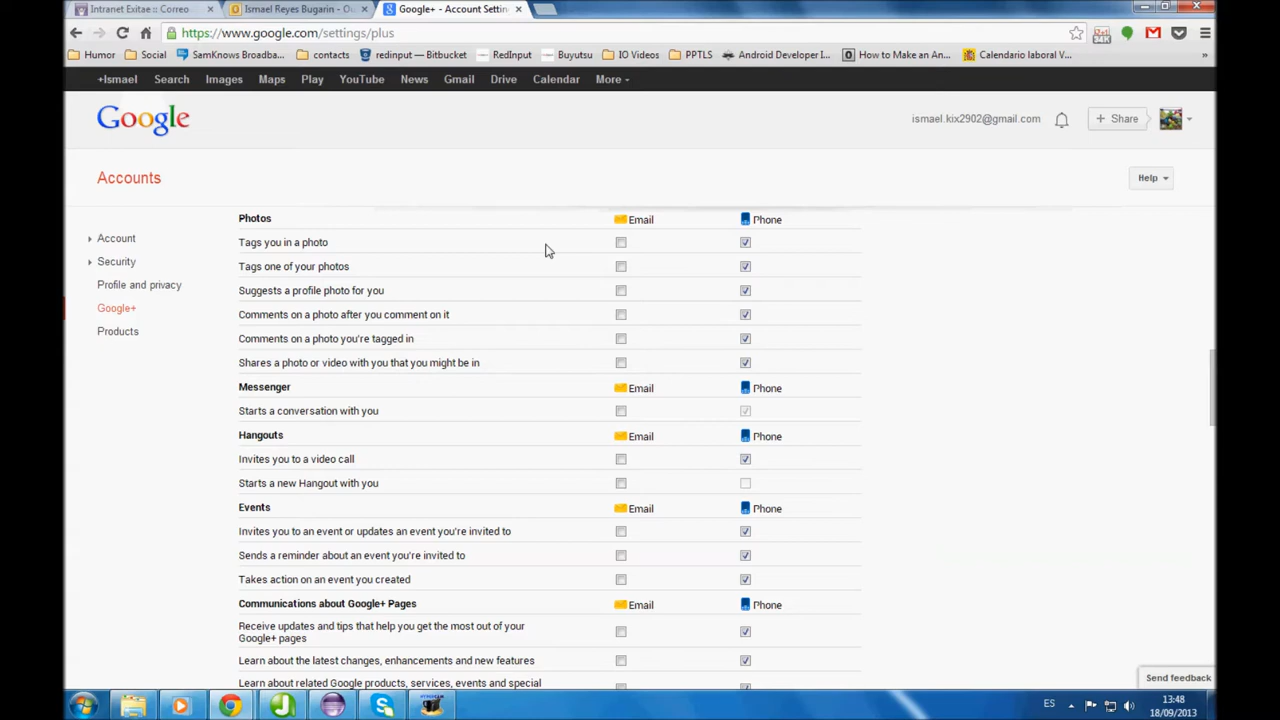 Intranet Exitae :: Correo
Ismael Reyes Bugarin - Ou
Google+ - Account Settin
https://www.google.com/settings/plus
Humor
Social
SamKnows Broadba...
contacts
redinput — Bitbucket
RedInput
Buyutsu
IO Videos
PPTLS
Android Developer I...
How to Make an An...
Calendario laboral V...
»
+Ismael Search Images Maps Play YouTube News Gmail Drive Calendar More
Google
ismael.kix2902@gmail.com
+ Share
Accounts
Help
Account
Security
Profile and privacy
Google+
Products
Photos Email Phone
Tags you in a photo
Tags one of your photos
Suggests a profile photo for you
Comments on a photo after you comment on it
Comments on a photo you're tagged in
Shares a photo or video with you that you might be in
Messenger Email Phone
Starts a conversation with you
Hangouts Email Phone
Invites you to a video call
Starts a new Hangout with you
Events Email Phone
Invites you to an event or updates an event you're invited to
Sends a reminder about an event you're invited to
Takes action on an event you created
Communications about Google+ Pages Email Phone
Receive updates and tips that help you get the most out of your
Google+ pages
Learn about the latest changes, enhancements and new features
Learn about related Google products, services, events and special
Send feedback
ES
13:48
18/09/2013